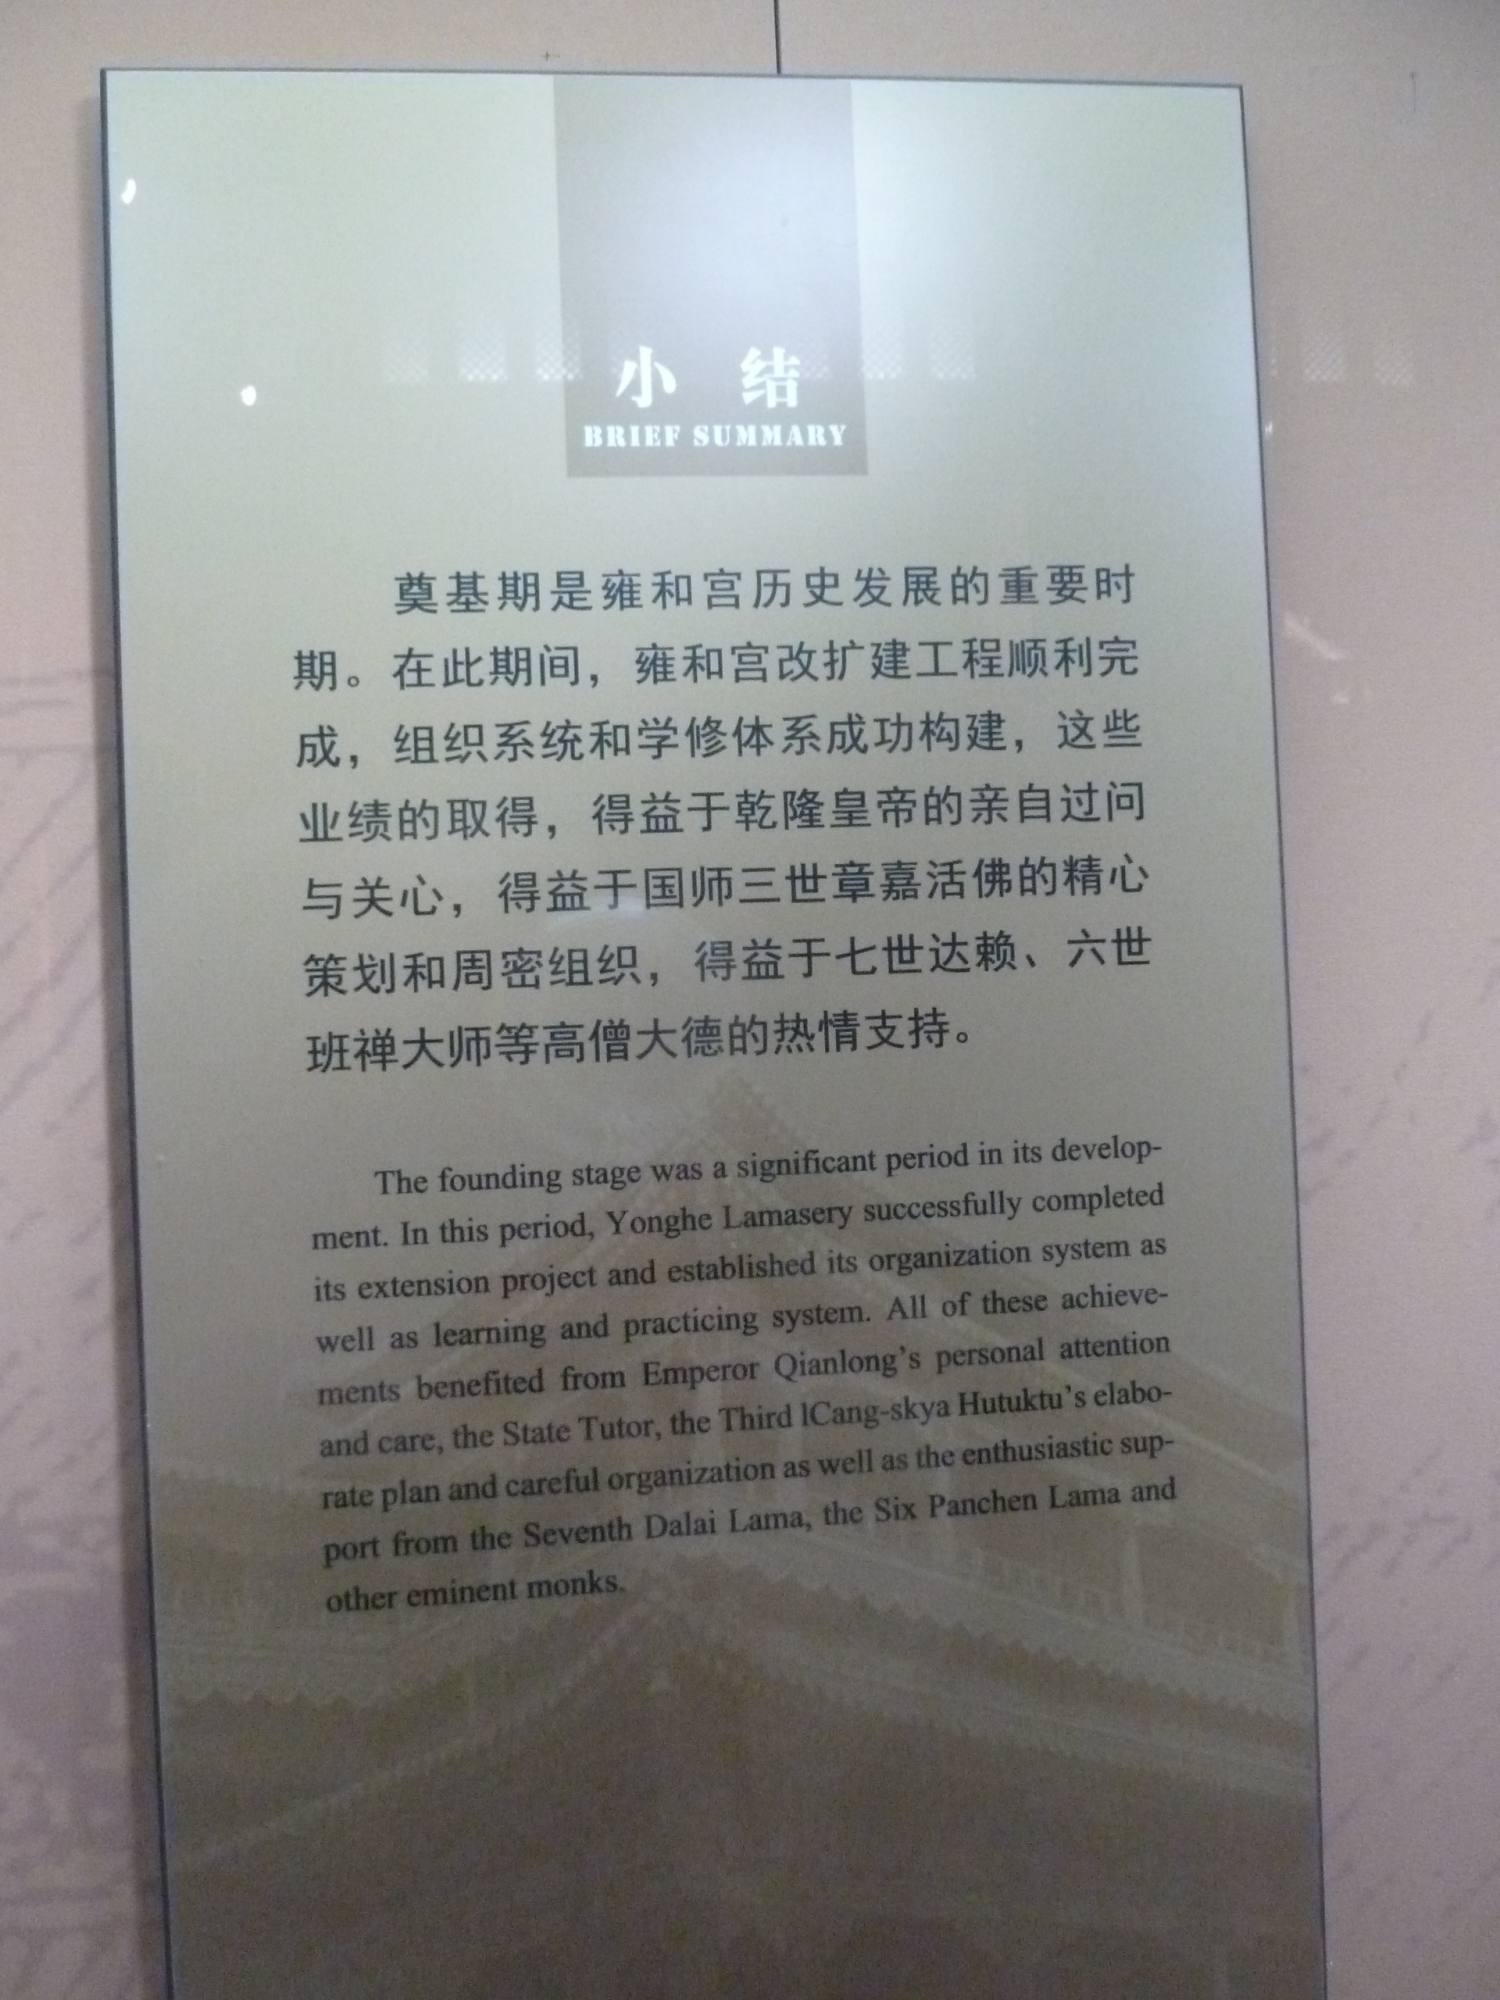 小 结
BRIEF SUMMARY
奠基期是雍和宫历史发展的重要时
期。在此期间，雍和宫改扩建工程顺利完
成，组织系统和学修体系成功构建，这些
业绩的取得，得益于乾隆皇帝的亲自过问
与关心，得益于国师三世章嘉活佛的精心
策划和周密组织，得益于七世达赖、六世
班禅大师等高僧大德的热情支持。
The founding stage was a significant period in its develop-
ment. In this period, Yonghe Lamasery successfully completed
its extension project and established its organization system as
well as learning and practicing system. All of these achieve-
ments benefited from Emperor Qianlong's personal attention
and care, the State Tutor, the Third lCang-skya Hutuktu's elabo-
rate plan and careful organization as well as the enthusiastic sup-
port from the Seventh Dalai Lama, the Six Panchen Lama and
other eminent monks.